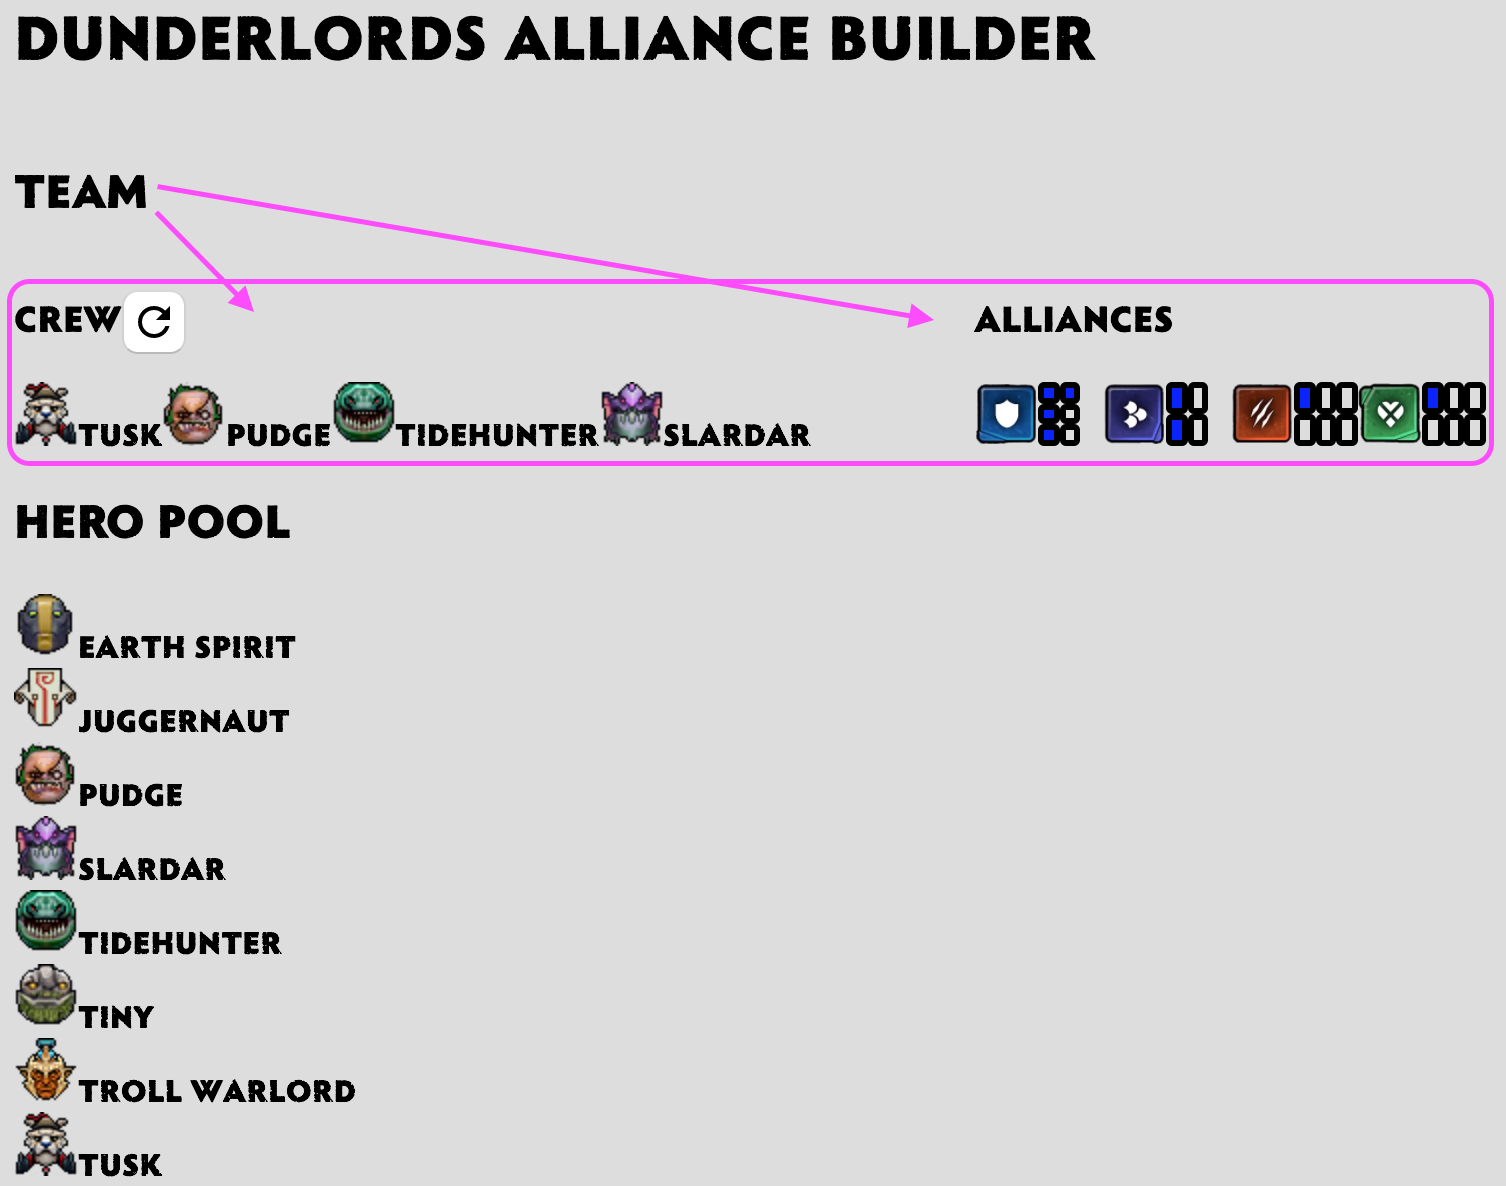 DUNDERLORDS ALLIANCE BUILDER
TEAM
CREW
ALLIANCES
TUSK PUDGE TIDEHUNTER SLARDAR
HERO POOL
EARTH SPIRIT
JUGGERNAUT
PUDGE
SLARDAR
TIDEHUNTER
TINY
TROLL WARLORD
TUSK